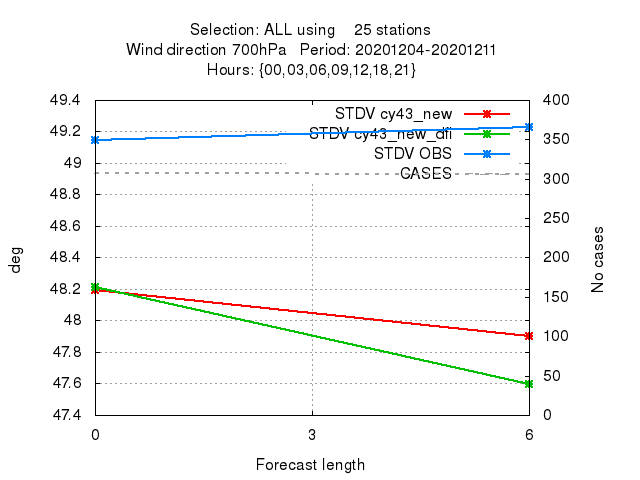 Selection: ALL using 25 stations
Wind direction 700hPa Period: 20201204-20201211
Hours: {00,03,06,09,12,18,21}
49.4
49.2
49
48.8
48.6
48.4
48.2
48
47.8
47.6
47.4
deg
STDV cy43_new
STDV cy43_new_dfi
STDV OBS
CASES
400
350
300
250
200
150
100
50
0
No cases
0 3 6
Forecast length